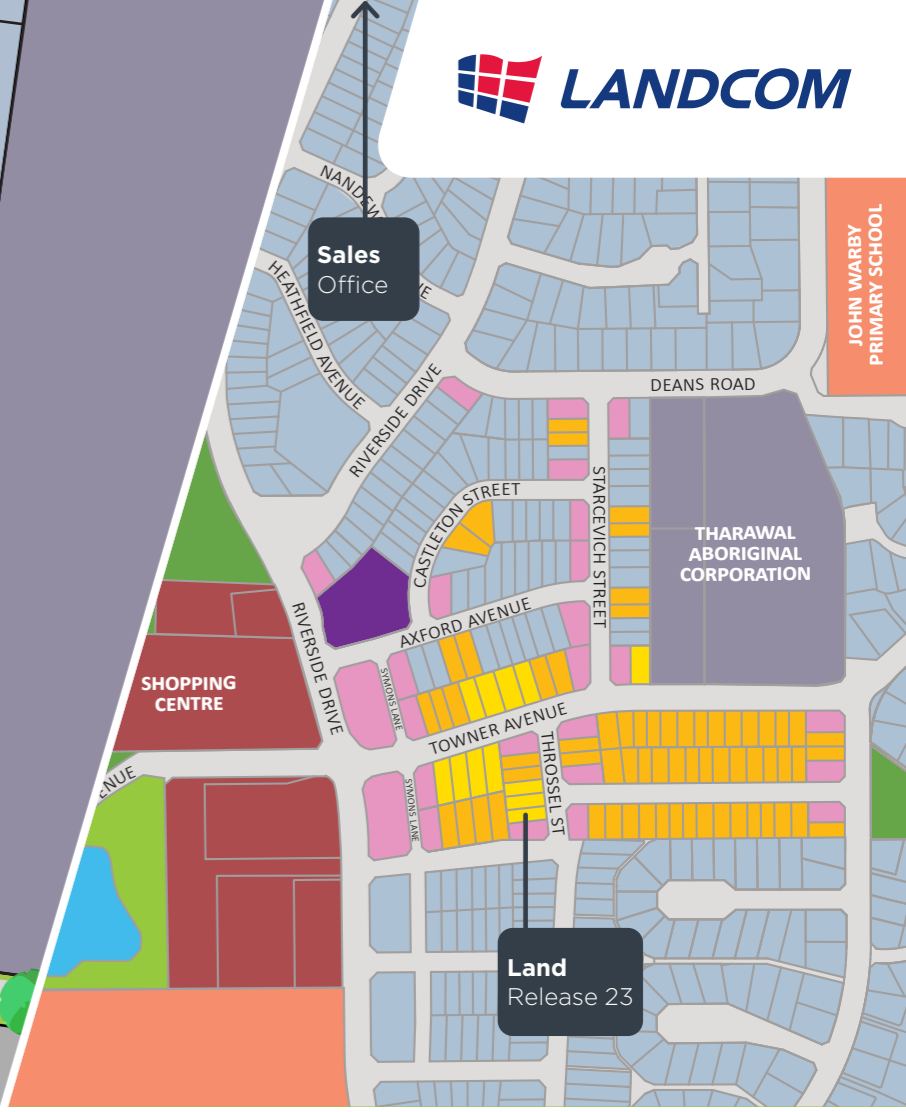 LANDCOM
Sales
Office
HEATHFIELD AVENUE
RIVERSIDE DRIVE
DEANS ROAD
JOHN WARBY
PRIMARY SCHOOL
CASTLETON STREET
STARCEVICH STREET
THARAWAL
ABORIGINAL
CORPORATION
AXFORD AVENUE
RIVERSIDE DRIVE
SYMONS LANE
SHOPPING
CENTRE
TOWNER AVENUE
THROSSEL ST
SYMONS LANE
Land
Release 23